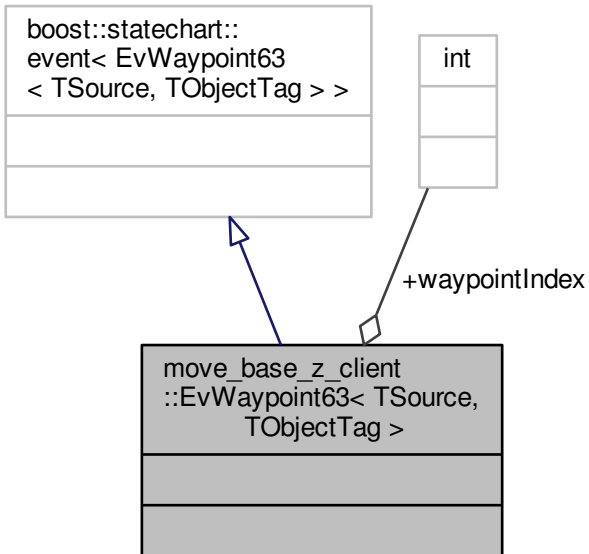 boost::statechart::
event< EvWaypoint63
< TSource, TObjectTag > >
int
+waypointIndex
move_base_z_client
::EvWaypoint63< TSource,
TObjectTag >